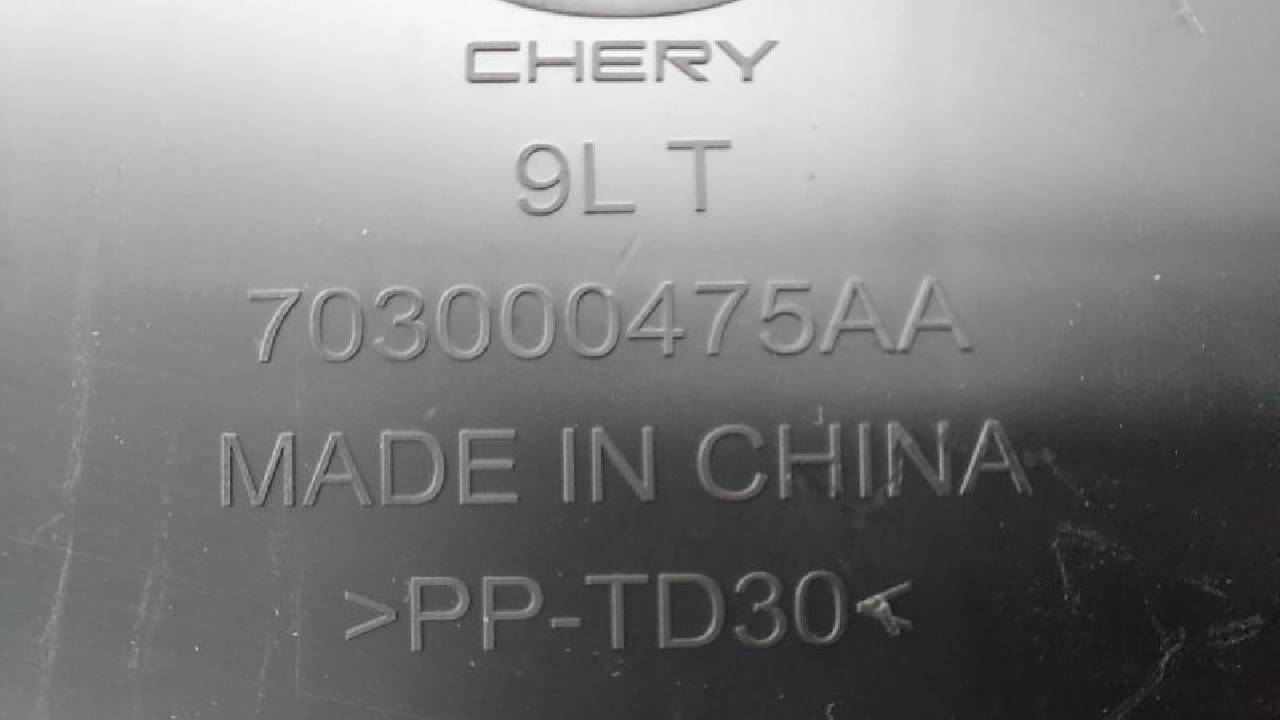 CHERY
9L T
703000475AA
MADE IN CHINA
>PP-TD30<